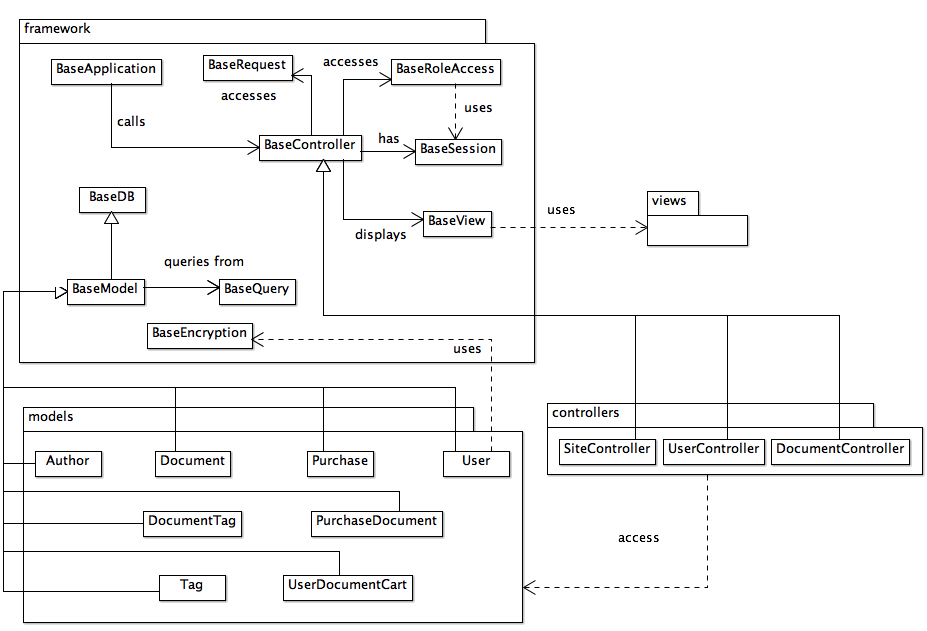 framework
BaseApplication
BaseRequest
accesses
BaseRoleAccess
accesses
uses
calls
BaseController
has
BaseSession
BaseDB
views
BaseView
uses
displays
queries from
BaseModel
BaseQuery
BaseEncryption
uses
models
controllers
Author
Document
Purchase
User
SiteController
UserController
DocumentController
DocumentTag
PurchaseDocument
access
Tag
UserDocumentCart